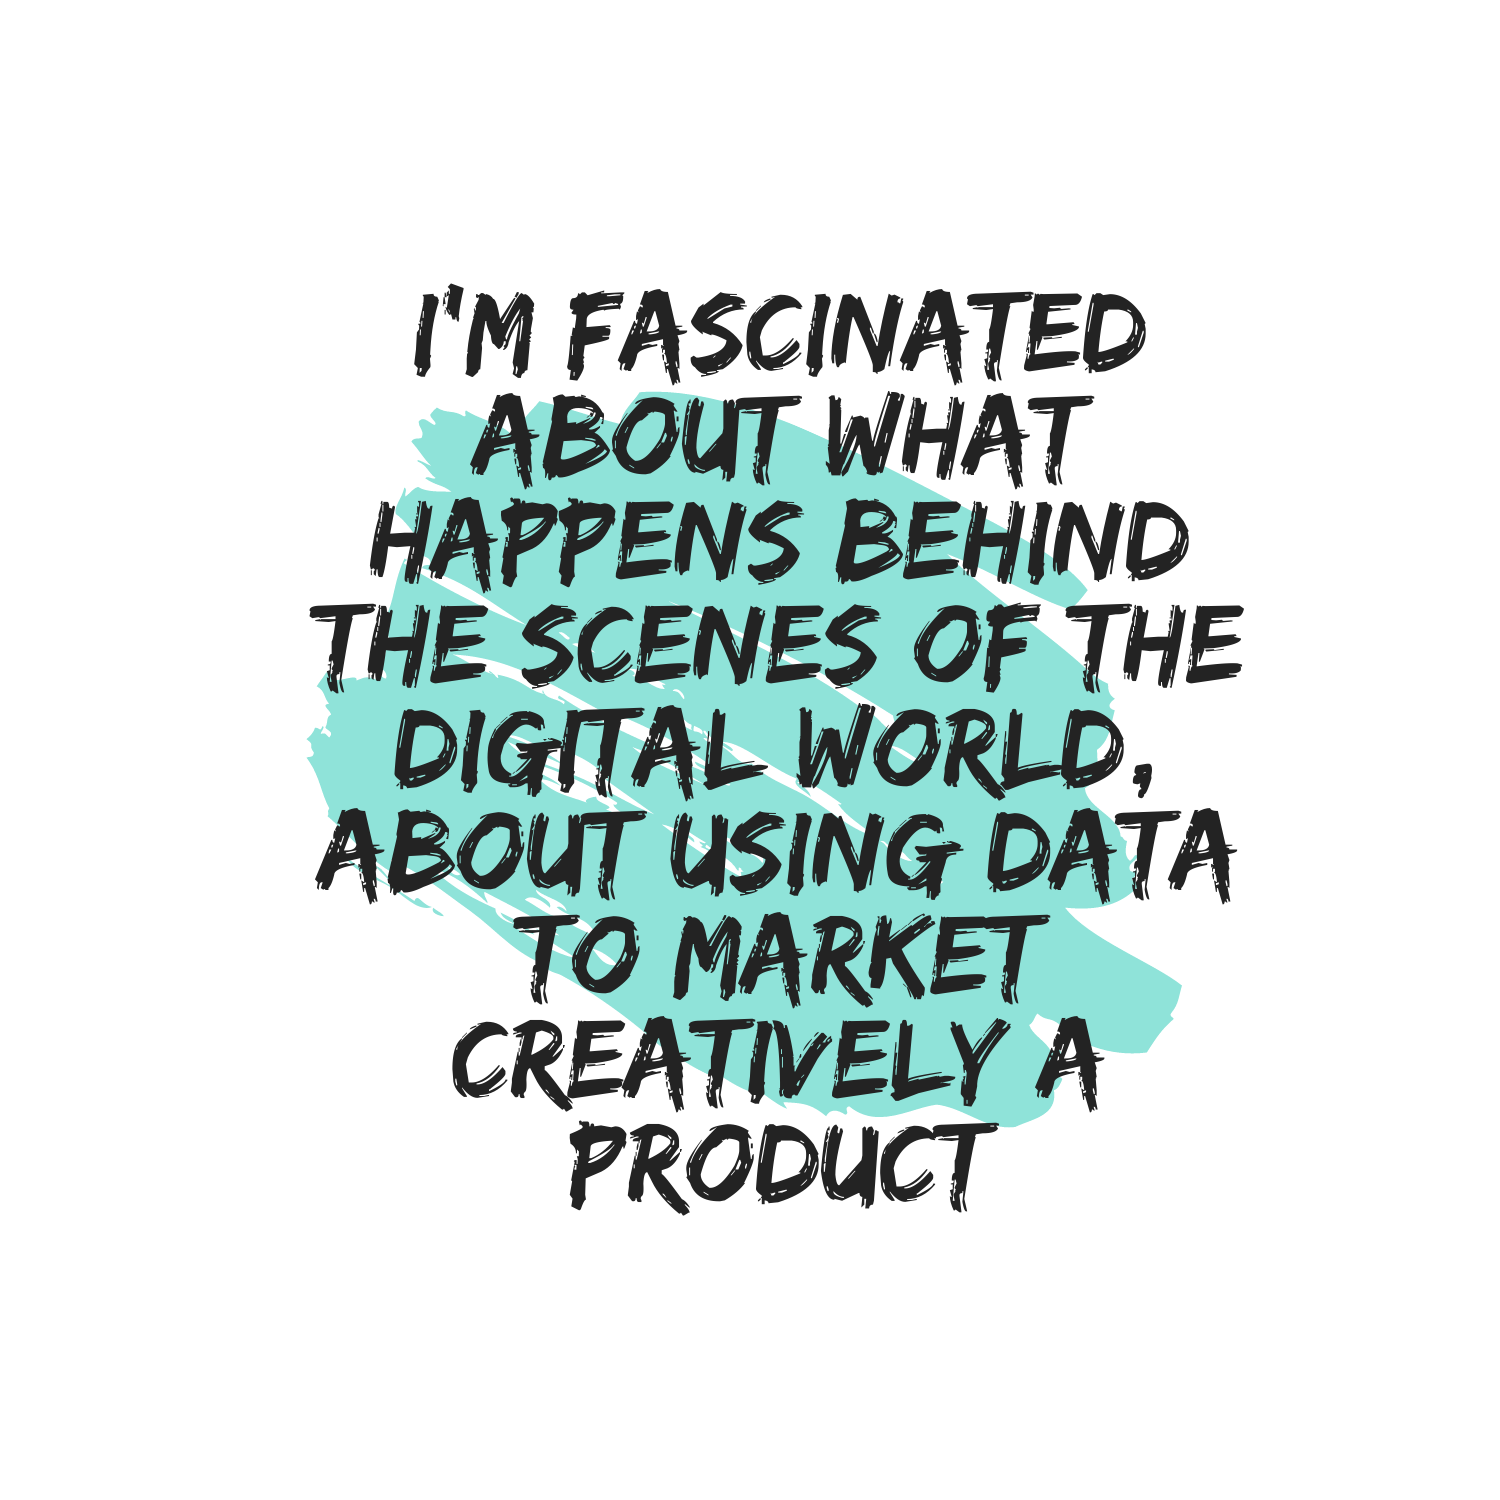 I'M FASCINATED
ABOUT WHAT
HAPPENS BEHIND
THE SCENES OF THE
DIGITAL WORLD,
ABOUT USING DATA
TO MARKET
CREATIVELY A
PRODUCT